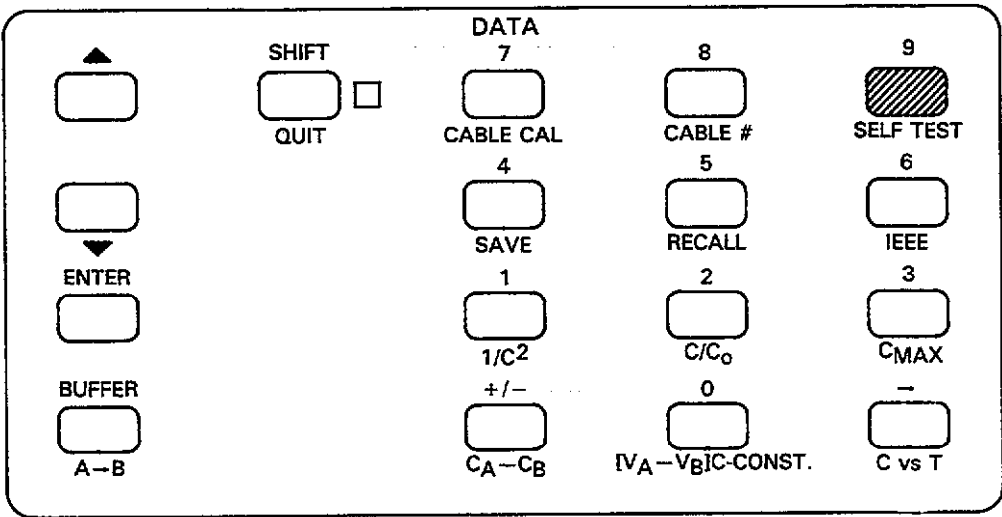 DATA
SHIFT 7 8 9
QUIT CABLE CAL CABLE # SELF TEST
4 5 6
SAVE RECALL IEEE
ENTER 1 2 3
1/C² C/C₀ CMAX
BUFFER +/− 0 −
A→B CA−CB [VA−VB]C-CONST. C vs T